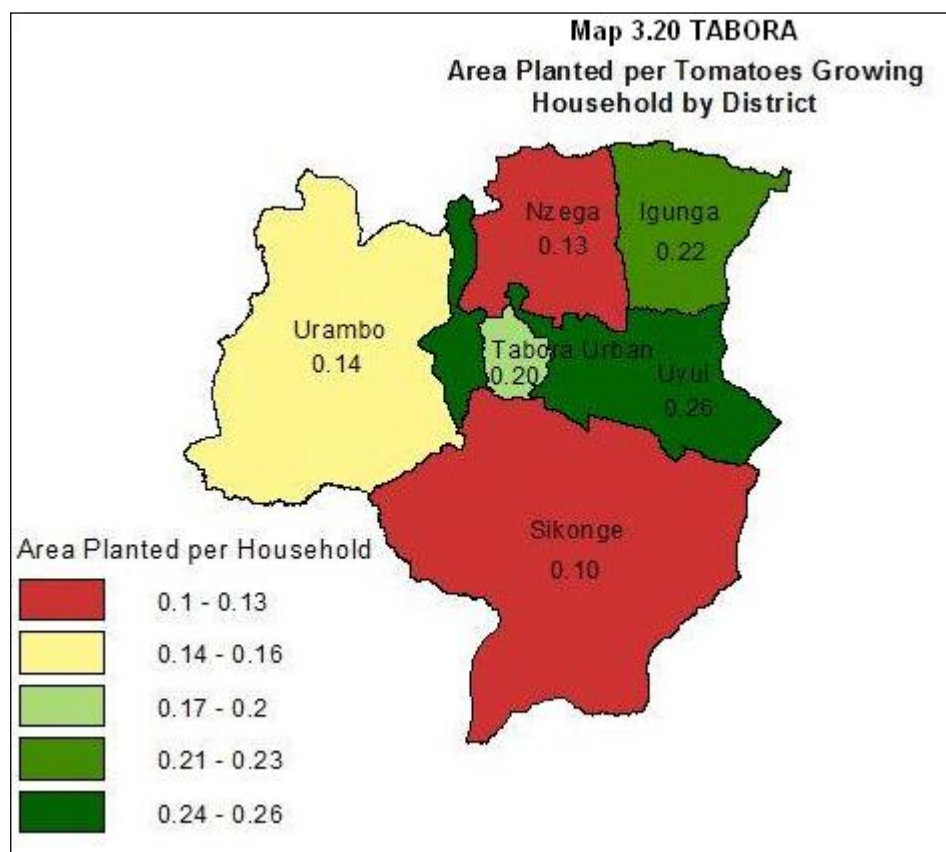 Map 3.20 TABORA
Area Planted per Tomatoes Growing
Household by District
Nzega
0.13
Igunga
0.22
Urambo
0.14
Tabora Urban
0.20
Uyui
0.26
Sikonge
0.10
Area Planted per Household
0.1 - 0.13
0.14 - 0.16
0.17 - 0.2
0.21 - 0.23
0.24 - 0.26